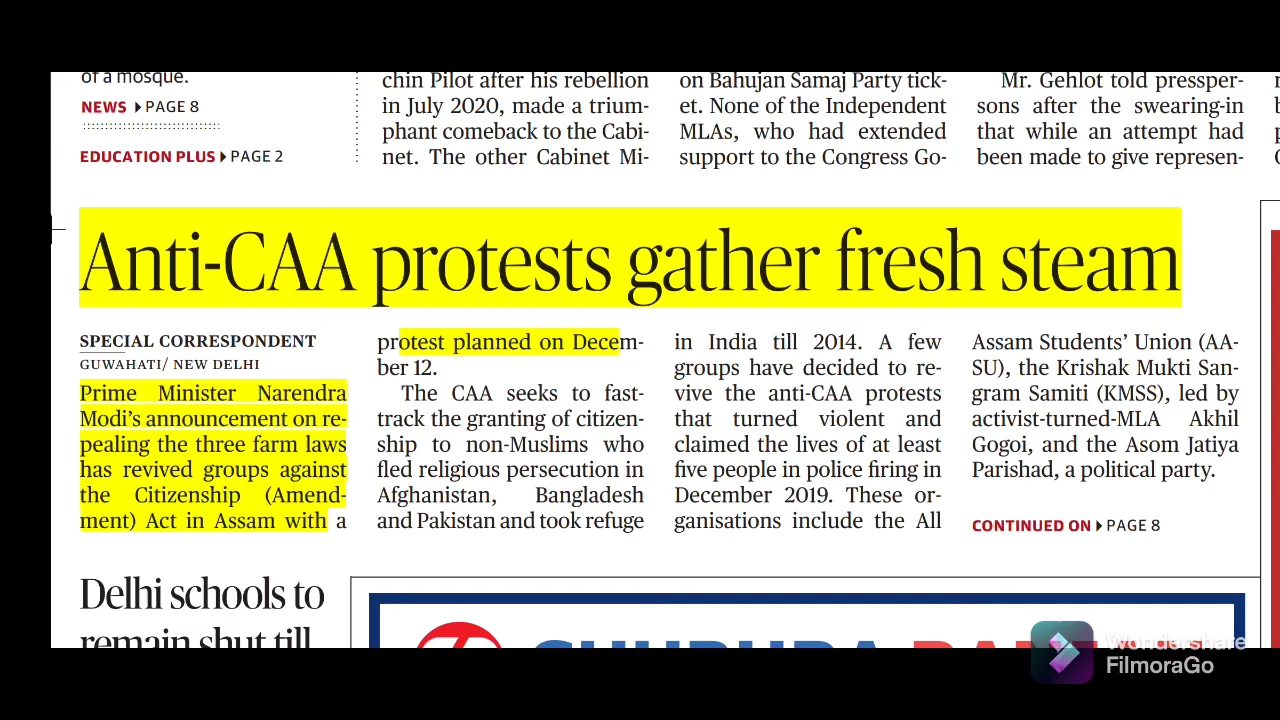 of a mosque.
NEWS PAGE 8
EDUCATION PLUS PAGE 2
chin Pilot after his rebellion
in July 2020, made a trium-
phant comeback to the Cabi-
net. The other Cabinet Mi-
on Bahujan Samaj Party tick-
et. None of the Independent
MLAs, who had extended
support to the Congress Go-
Mr. Gehlot told pressper-
sons after the swearing-in
that while an attempt had
been made to give represen-
Anti-CAA protests gather fresh steam
SPECIAL CORRESPONDENT
GUWAHATI/ NEW DELHI
Prime Minister Narendra
Modi's announcement on re-
pealing the three farm laws
has revived groups against
the Citizenship (Amend-
ment) Act in Assam with a
protest planned on Decem-
ber 12.
The CAA seeks to fast-
track the granting of citizen-
ship to non-Muslims who
fled religious persecution in
Afghanistan, Bangladesh
and Pakistan and took refuge
in India till 2014. A few
groups have decided to re-
vive the anti-CAA protests
that turned violent and
claimed the lives of at least
five people in police firing in
December 2019. These or-
ganisations include the All
Assam Students' Union (AA-
SU), the Krishak Mukti San-
gram Samiti (KMSS), led by
activist-turned-MLA Akhil
Gogoi, and the Asom Jatiya
Parishad, a political party.
CONTINUED ON PAGE 8
Delhi schools to
remain shut till
Wondershare
FilmoraGo